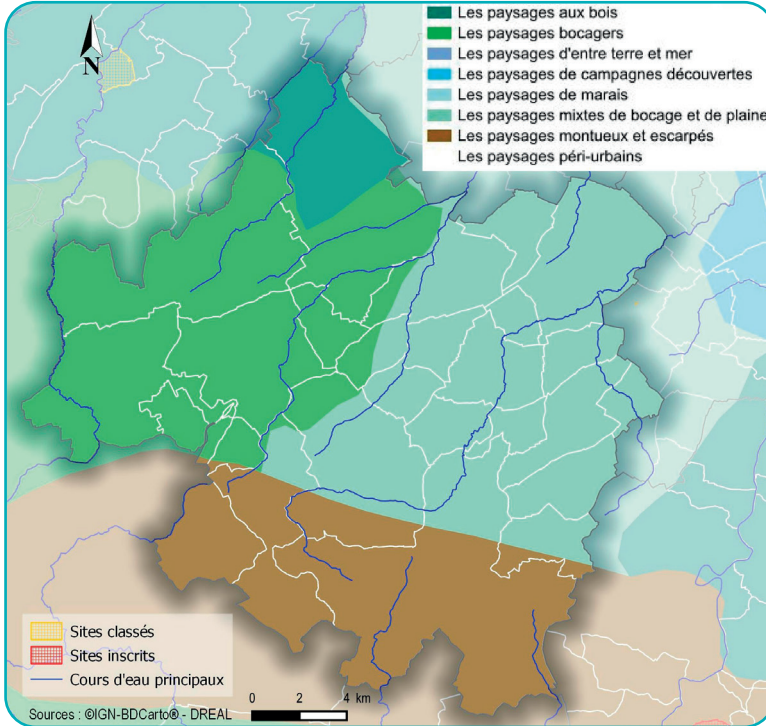 Les paysages aux bois
Les paysages bocagers
Les paysages d'entre terre et mer
Les paysages de campagnes découvertes
Les paysages de marais
Les paysages mixtes de bocage et de plaine
Les paysages montueux et escarpés
Les paysages péri-urbains
N
Sites classés
Sites inscrits
Cours d'eau principaux
0 2 4 km
Sources : ©IGN-BDCarto® - DREAL